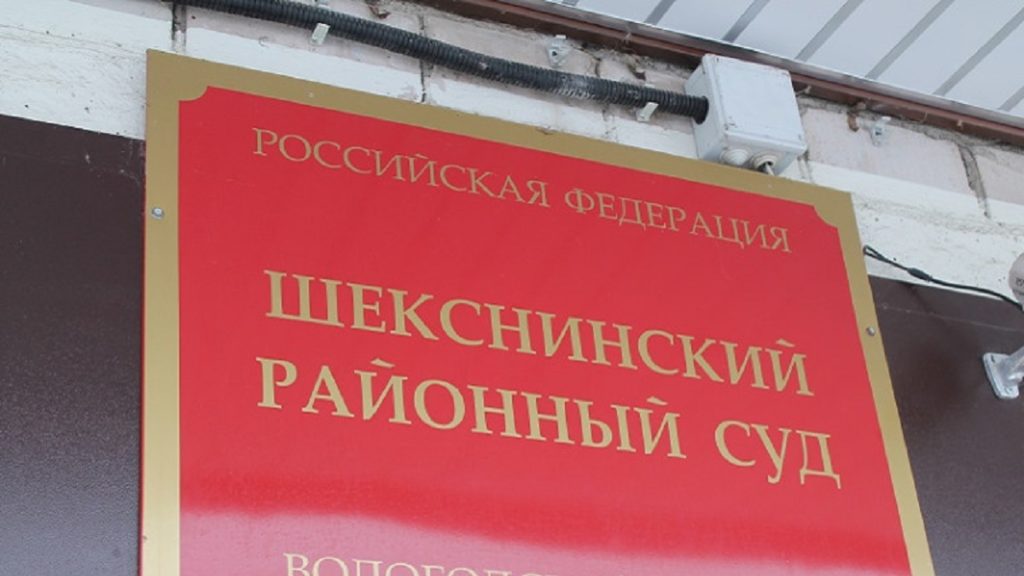 РОССИЙСКАЯ ФЕДЕРАЦИЯ
ШЕКСНИНСКИЙ
РАЙОННЫЙ СУД